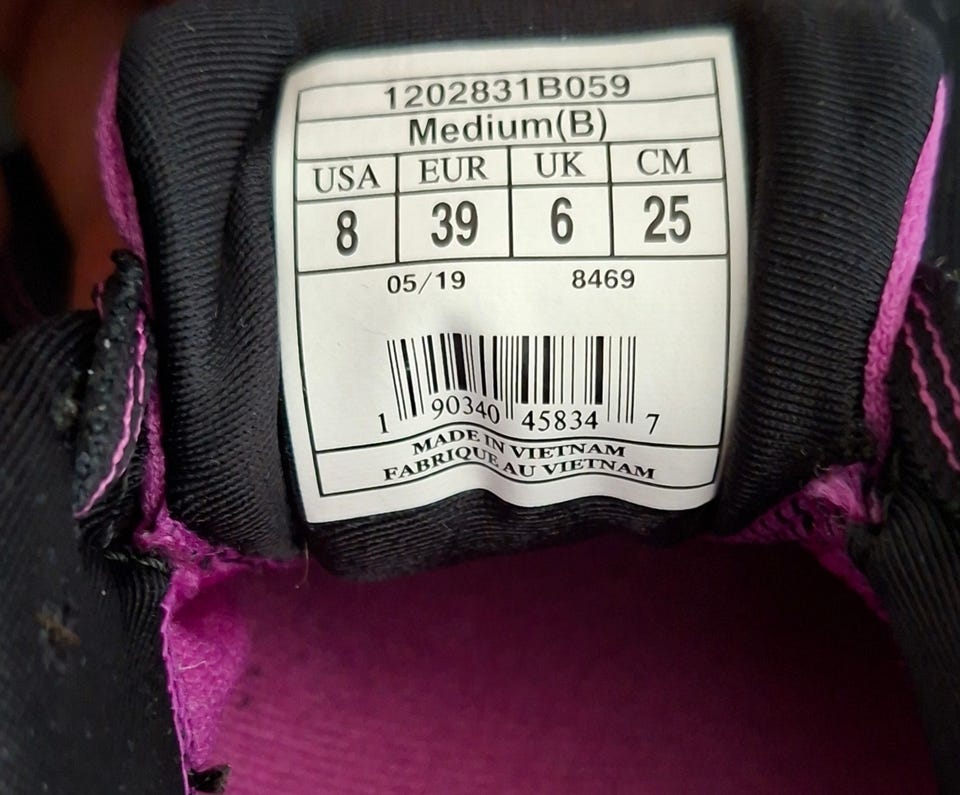 1202831B059
Medium(B)
USA EUR UK CM
8 39 6 25
05/19 8469
1 90340 45834 7
MADE IN VIETNAM
FABRIQUE AU VIETNAM